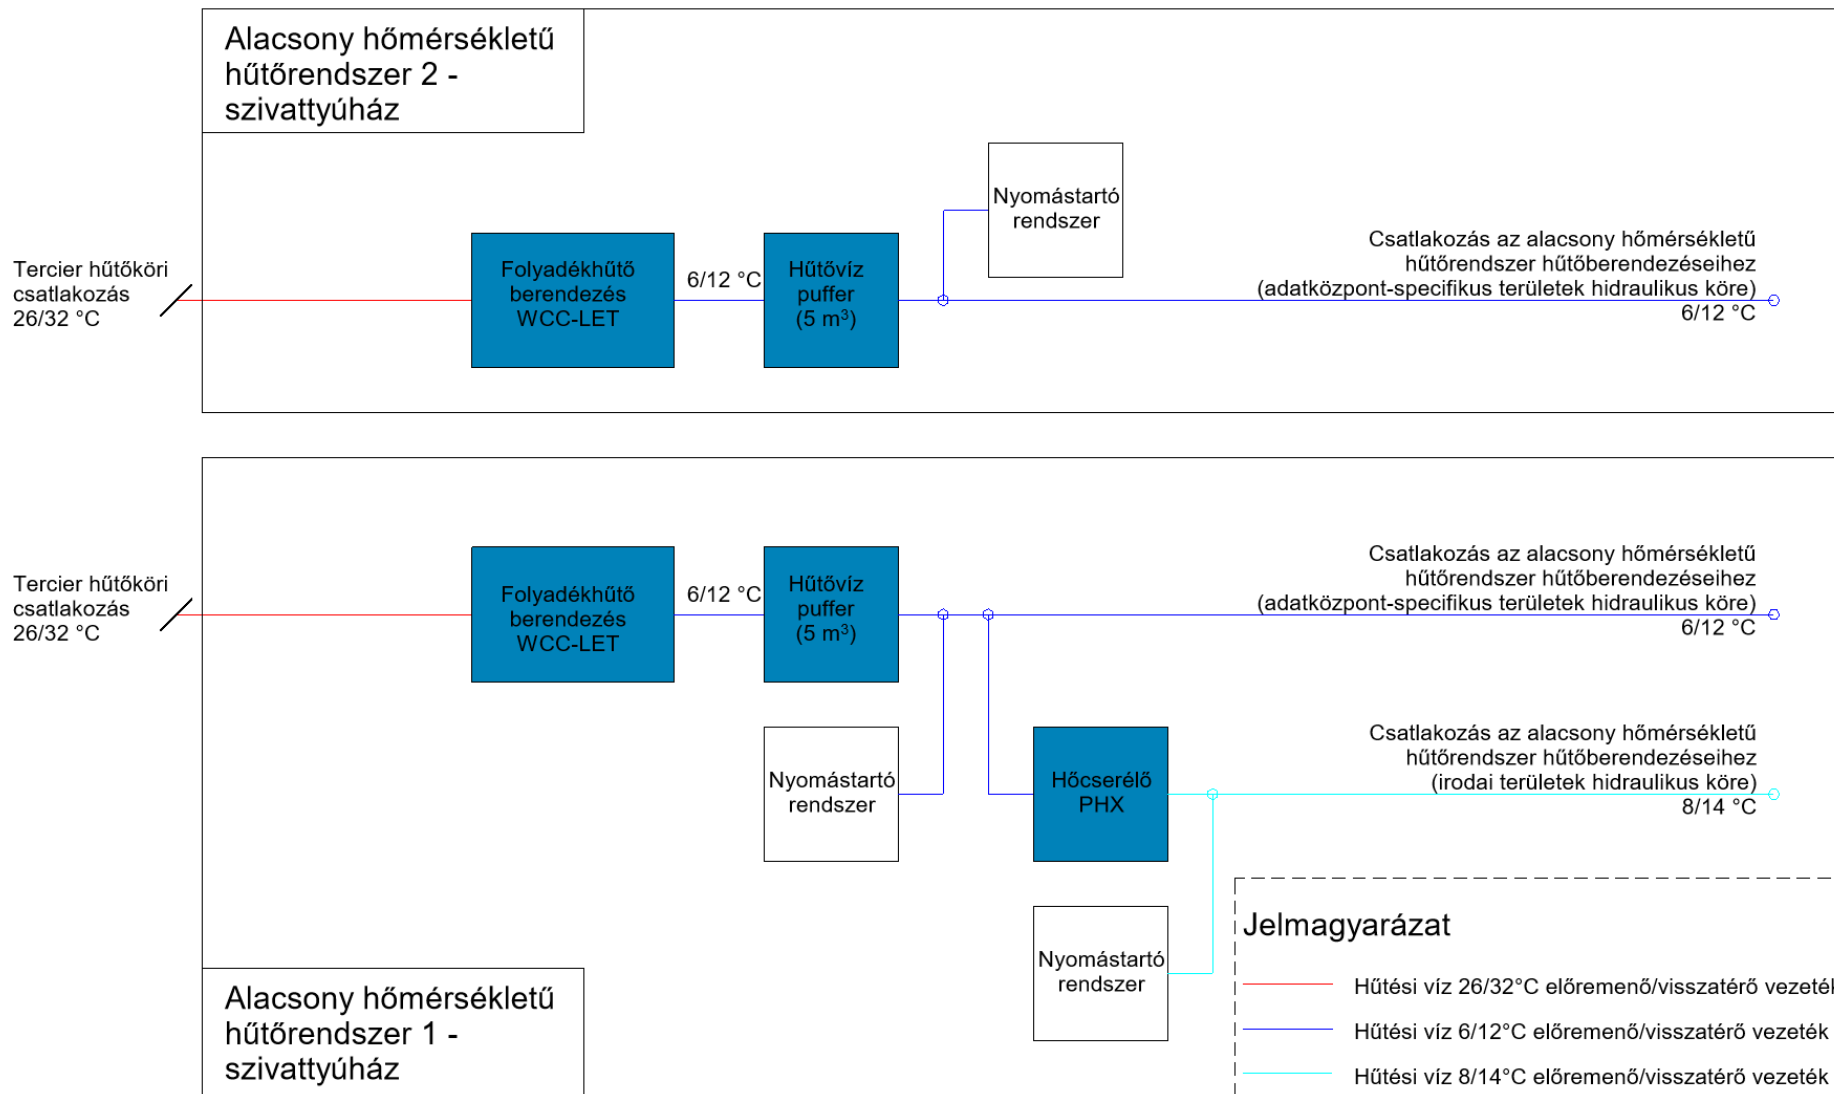 Alacsony hőmérsékletű
hűtőrendszer 2 -
szivattyúház
Nyomástartó
rendszer
Tercier hűtőköri
csatlakozás
26/32 °C
Folyadékhűtő
berendezés
WCC-LET
6/12 °C
Hűtővíz
puffer
(5 m³)
Csatlakozás az alacsony hőmérsékletű
hűtőrendszer hűtőberendezéseihez
(adatközpont-specifikus területek hidraulikus köre)
6/12 °C
Tercier hűtőköri
csatlakozás
26/32 °C
Folyadékhűtő
berendezés
WCC-LET
6/12 °C
Hűtővíz
puffer
(5 m³)
Csatlakozás az alacsony hőmérsékletű
hűtőrendszer hűtőberendezéseihez
(adatközpont-specifikus területek hidraulikus köre)
6/12 °C
Nyomástartó
rendszer
Hőcserélő
PHX
Csatlakozás az alacsony hőmérsékletű
hűtőrendszer hűtőberendezéseihez
(irodai területek hidraulikus köre)
8/14 °C
Nyomástartó
rendszer
Alacsony hőmérsékletű
hűtőrendszer 1 -
szivattyúház
Jelmagyarázat
Hűtési víz 26/32°C előremenő/visszatérő vezeték
Hűtési víz 6/12°C előremenő/visszatérő vezeték
Hűtési víz 8/14°C előremenő/visszatérő vezeték